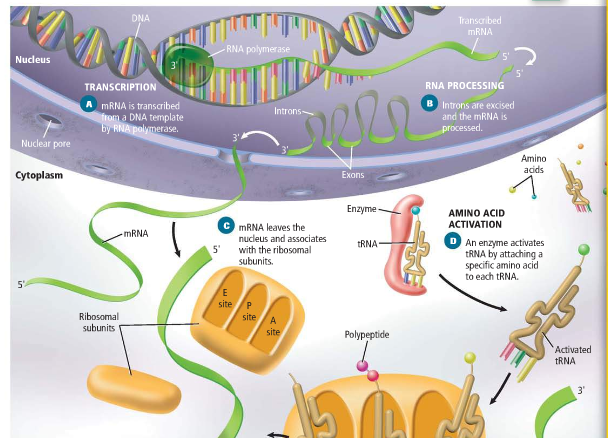 DNA
Transcribed
mRNA
RNA polymerase
3'
5'
Nucleus
5'
TRANSCRIPTION
A mRNA is transcribed
from a DNA template
by RNA polymerase.
RNA PROCESSING
B Introns are excised
and the mRNA is
processed.
Introns
Nuclear pore
3'
3'
Exons
Cytoplasm
Amino
acids
Enzyme
tRNA
AMINO ACID
ACTIVATION
D An enzyme activates
tRNA by attaching a
specific amino acid
to each tRNA.
mRNA
C mRNA leaves the
nucleus and associates
with the ribosomal
subunits.
5'
5'
E
site
P
site
A
site
Ribosomal
subunits
Polypeptide
Activated
tRNA
3'